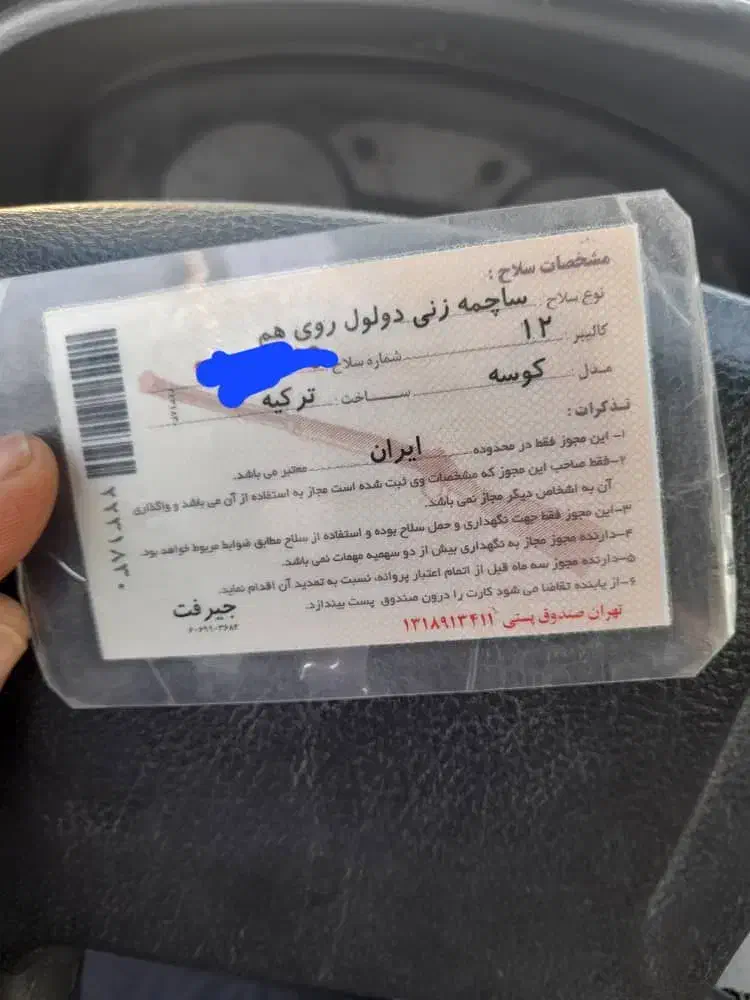 مشخصات سلاح :
نوع سلاح : ساچمه زنی دولول روی هم
کالیبر : ۱۲ شماره سلاح
مدل : کوسه ساخت : ترکیه
تذکرات :
۱- این مجوز فقط در محدوده ایران معتبر می باشد.
۲-فقط صاحب این مجوز که مشخصات وی ثبت شده است مجاز به استفاده از آن می باشد و واگذاری
آن به اشخاص دیگر مجاز نمی باشد.
۳-این مجوز فقط جهت نگهداری و حمل سلاح بوده و استفاده از سلاح مطابق ضوابط مربوط خواهد بود.
۴-دارنده مجوز مجاز به نگهداری بیش از دو سهمیه مهمات نمی باشد.
۵-دارنده مجوز سه ماه قبل از اتمام اعتبار پروانه، نسبت به تمدید آن اقدام نماید.
۶-از یابنده تقاضا می شود کارت را درون صندوق پست بیندازد.
تهران صندوق پستی ۱۳۱۸۹۱۳۴۱۱
جیرفت
۲۲۳۱۸۳۰